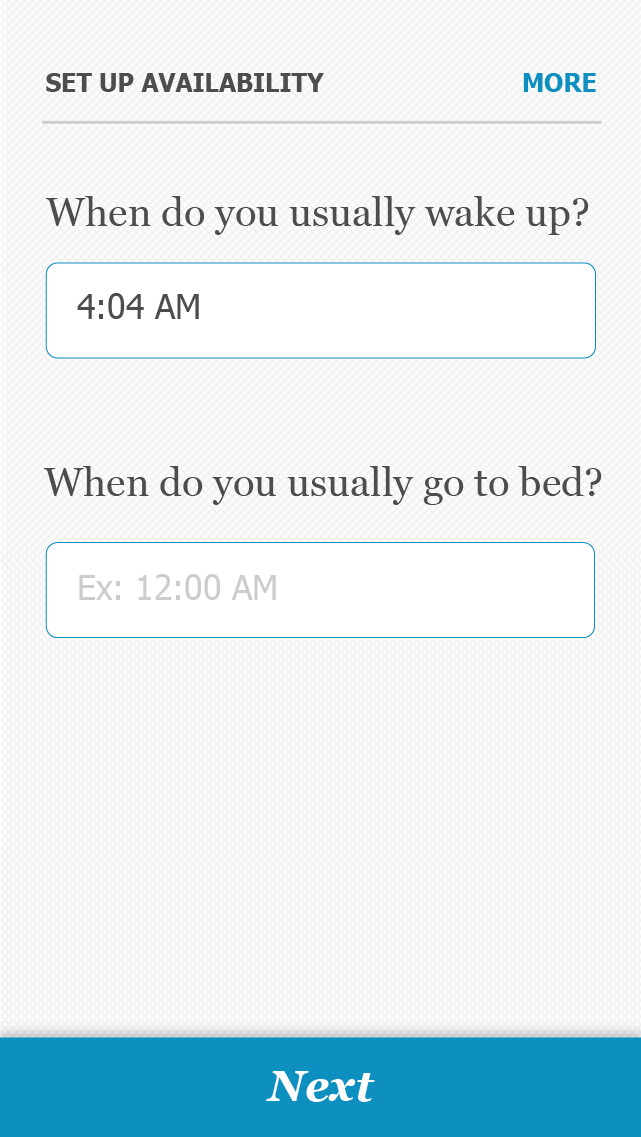 SET UP AVAILABILITY MORE
When do you usually wake up?
4:04 AM
When do you usually go to bed?
Ex: 12:00 AM
Next